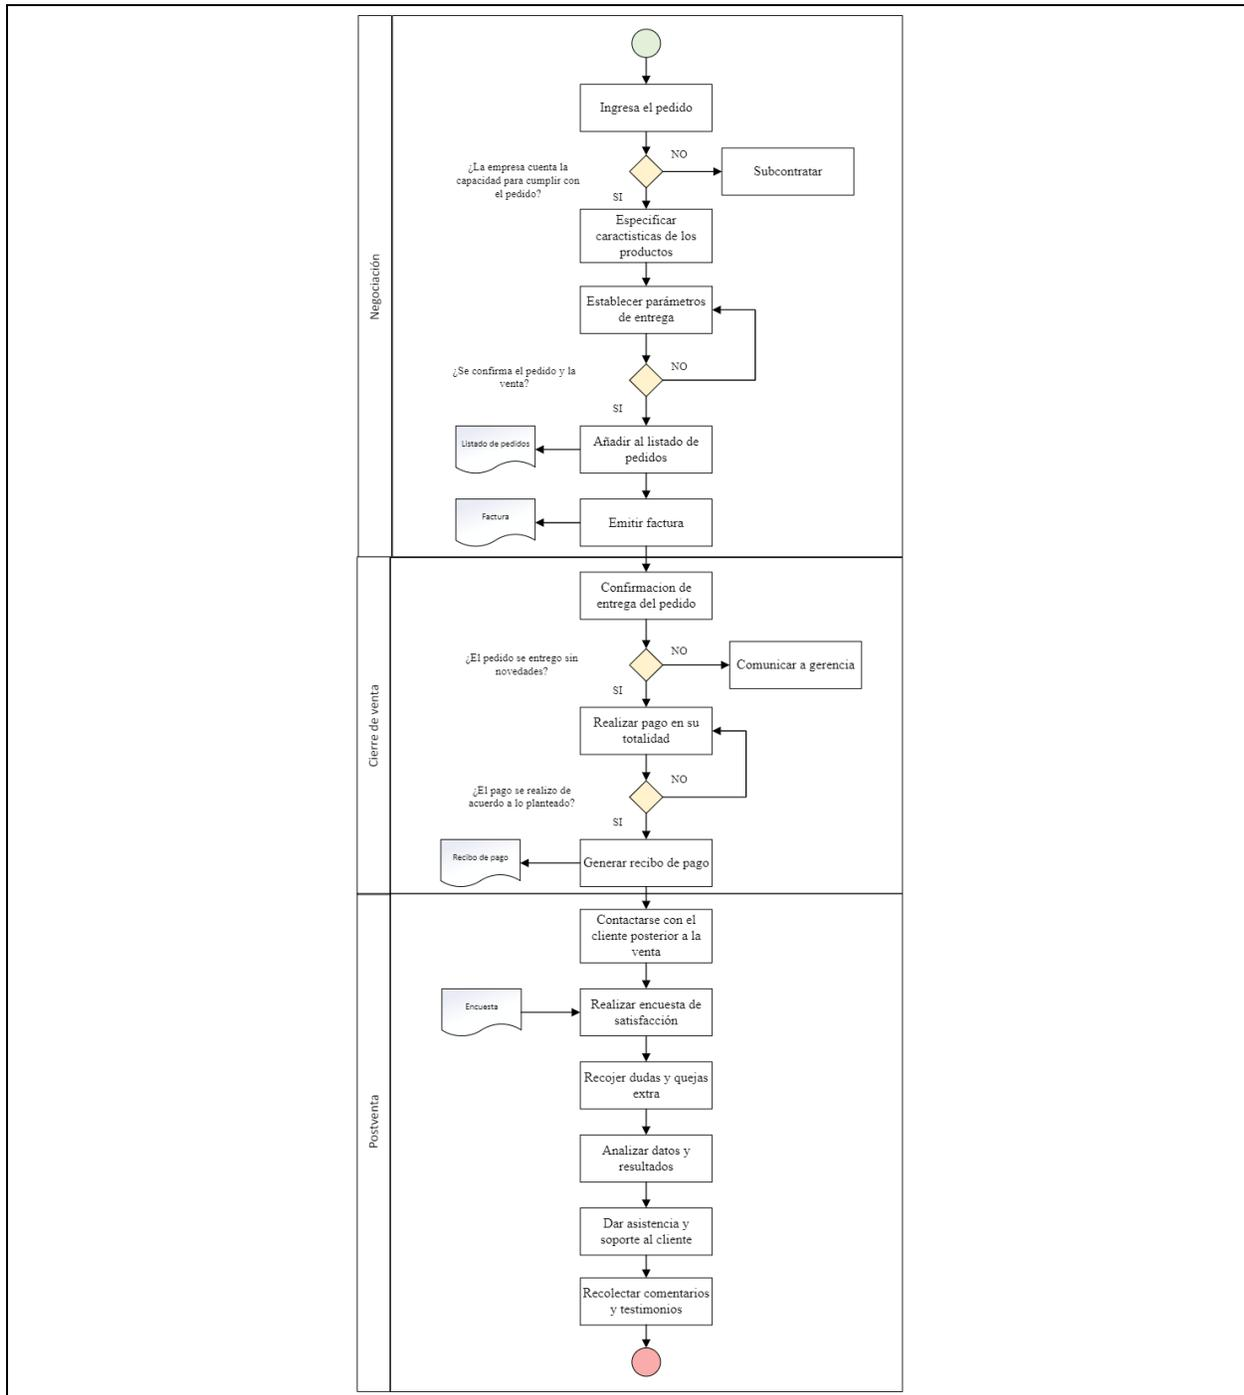 Negociación
Ingresa el pedido
¿La empresa cuenta la
capacidad para cumplir con
el pedido?
NO
Subcontratar
SI
Especificar
caractisticas de los
productos
Establecer parámetros
de entrega
¿Se confirma el pedido y la
venta?
NO
SI
Listado de pedidos
Añadir al listado de
pedidos
Factura
Emitir factura
Cierre de venta
Confirmacion de
entrega del pedido
¿El pedido se entrego sin
novedades?
NO
Comunicar a gerencia
SI
Realizar pago en su
totalidad
¿El pago se realizo de
acuerdo a lo planteado?
NO
SI
Recibo de pago
Generar recibo de pago
Postventa
Contactarse con el
cliente posterior a la
venta
Encuesta
Realizar encuesta de
satisfacción
Recojer dudas y quejas
extra
Analizar datos y
resultados
Dar asistencia y
soporte al cliente
Recolectar comentarios
y testimonios